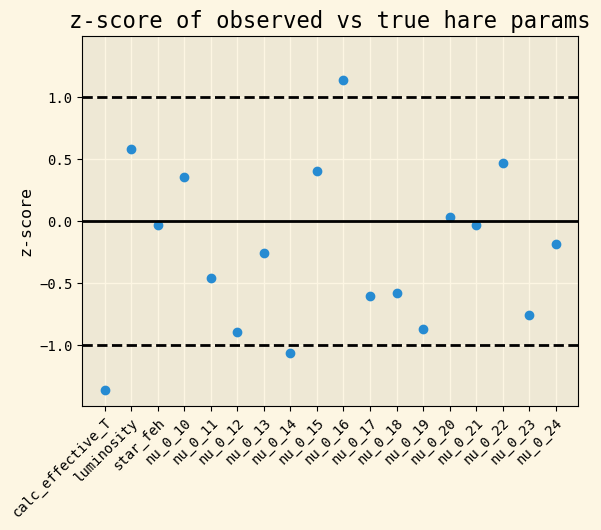 z-score of observed vs true hare params
z-score
1.0
0.5
0.0
−0.5
−1.0
calc_effective_T
luminosity
star_feh
nu_0_10
nu_0_11
nu_0_12
nu_0_13
nu_0_14
nu_0_15
nu_0_16
nu_0_17
nu_0_18
nu_0_19
nu_0_20
nu_0_21
nu_0_22
nu_0_23
nu_0_24